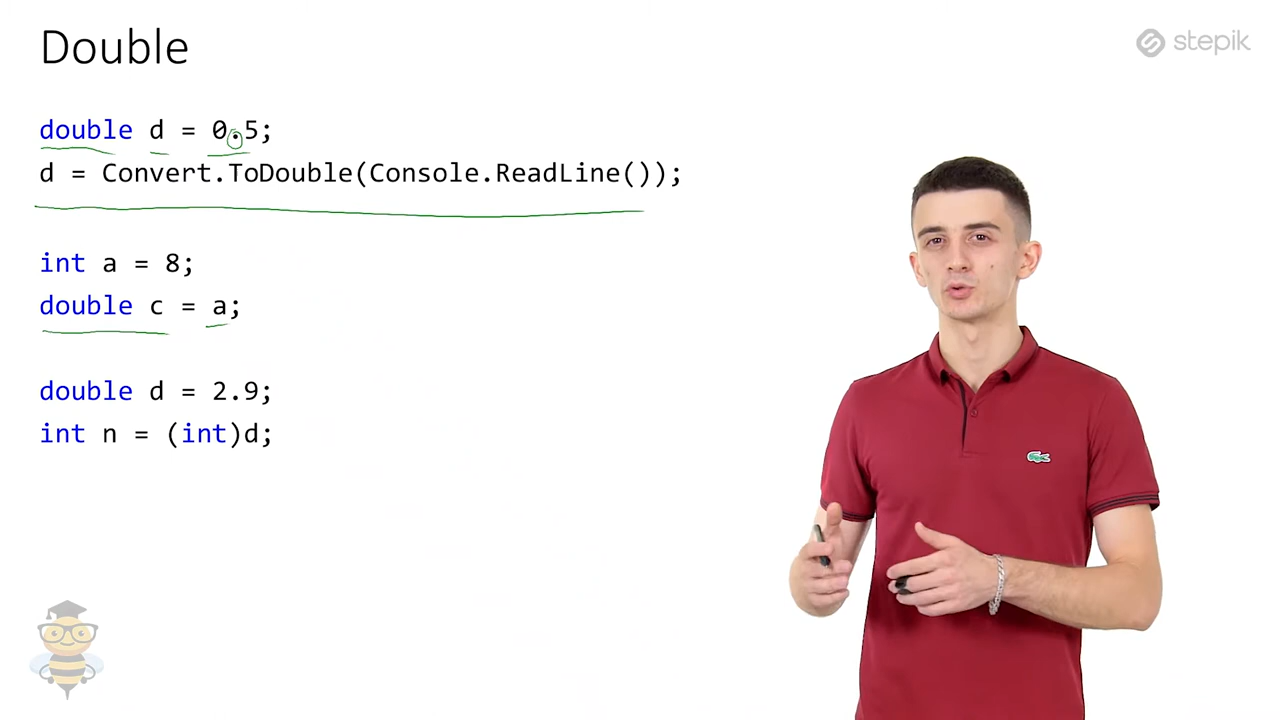 Double
stepik
double d = 0.5;
d = Convert.ToDouble(Console.ReadLine());
int a = 8;
double c = a;
double d = 2.9;
int n = (int)d;